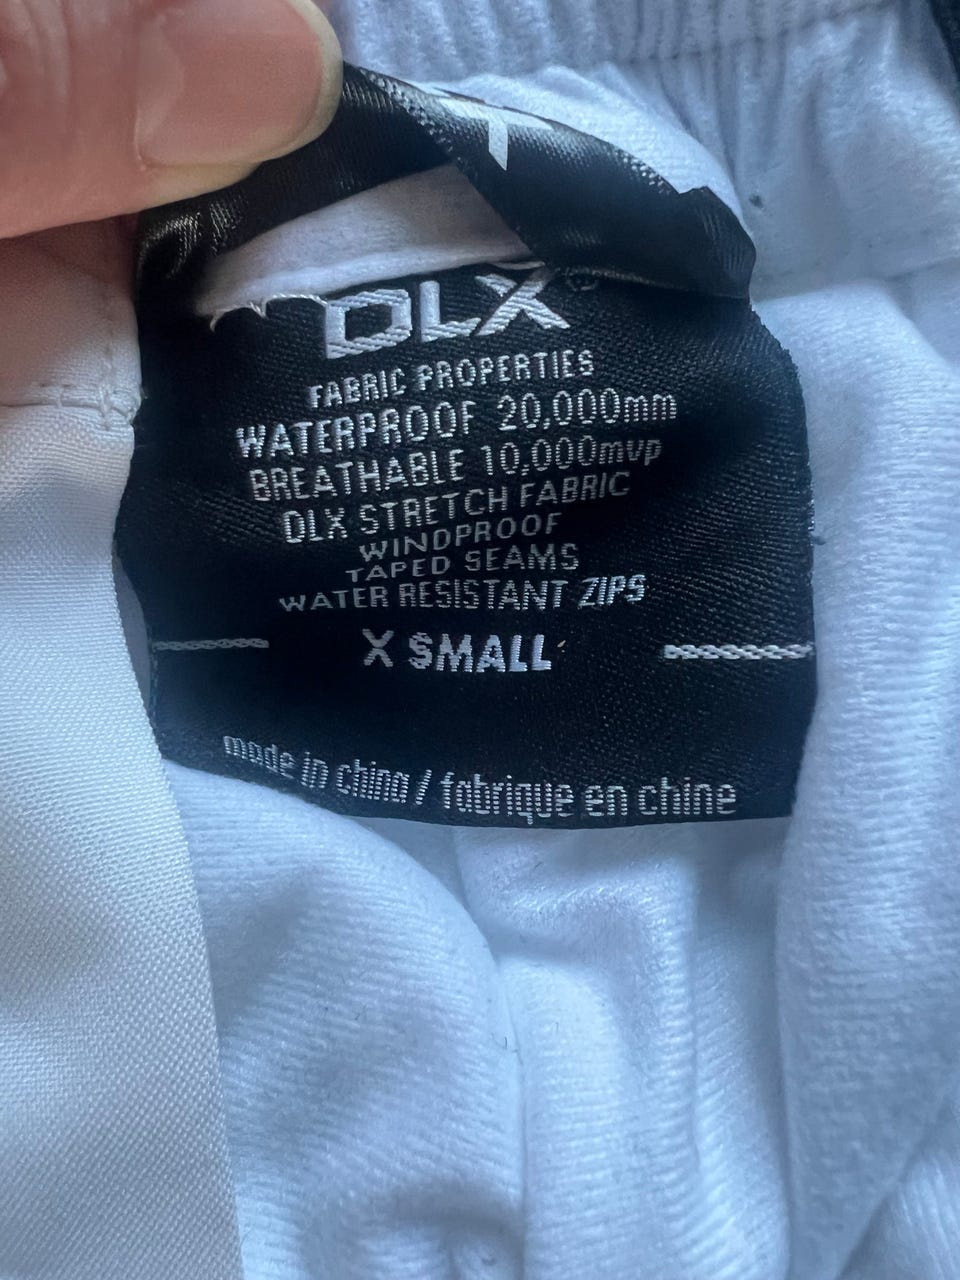 DLX
FABRIC PROPERTIES
WATERPROOF 20,000mm
BREATHABLE 10,000mvp
DLX STRETCH FABRIC
WINDPROOF
TAPED SEAMS
WATER RESISTANT ZIPS
X SMALL
made in china / fabrique en chine